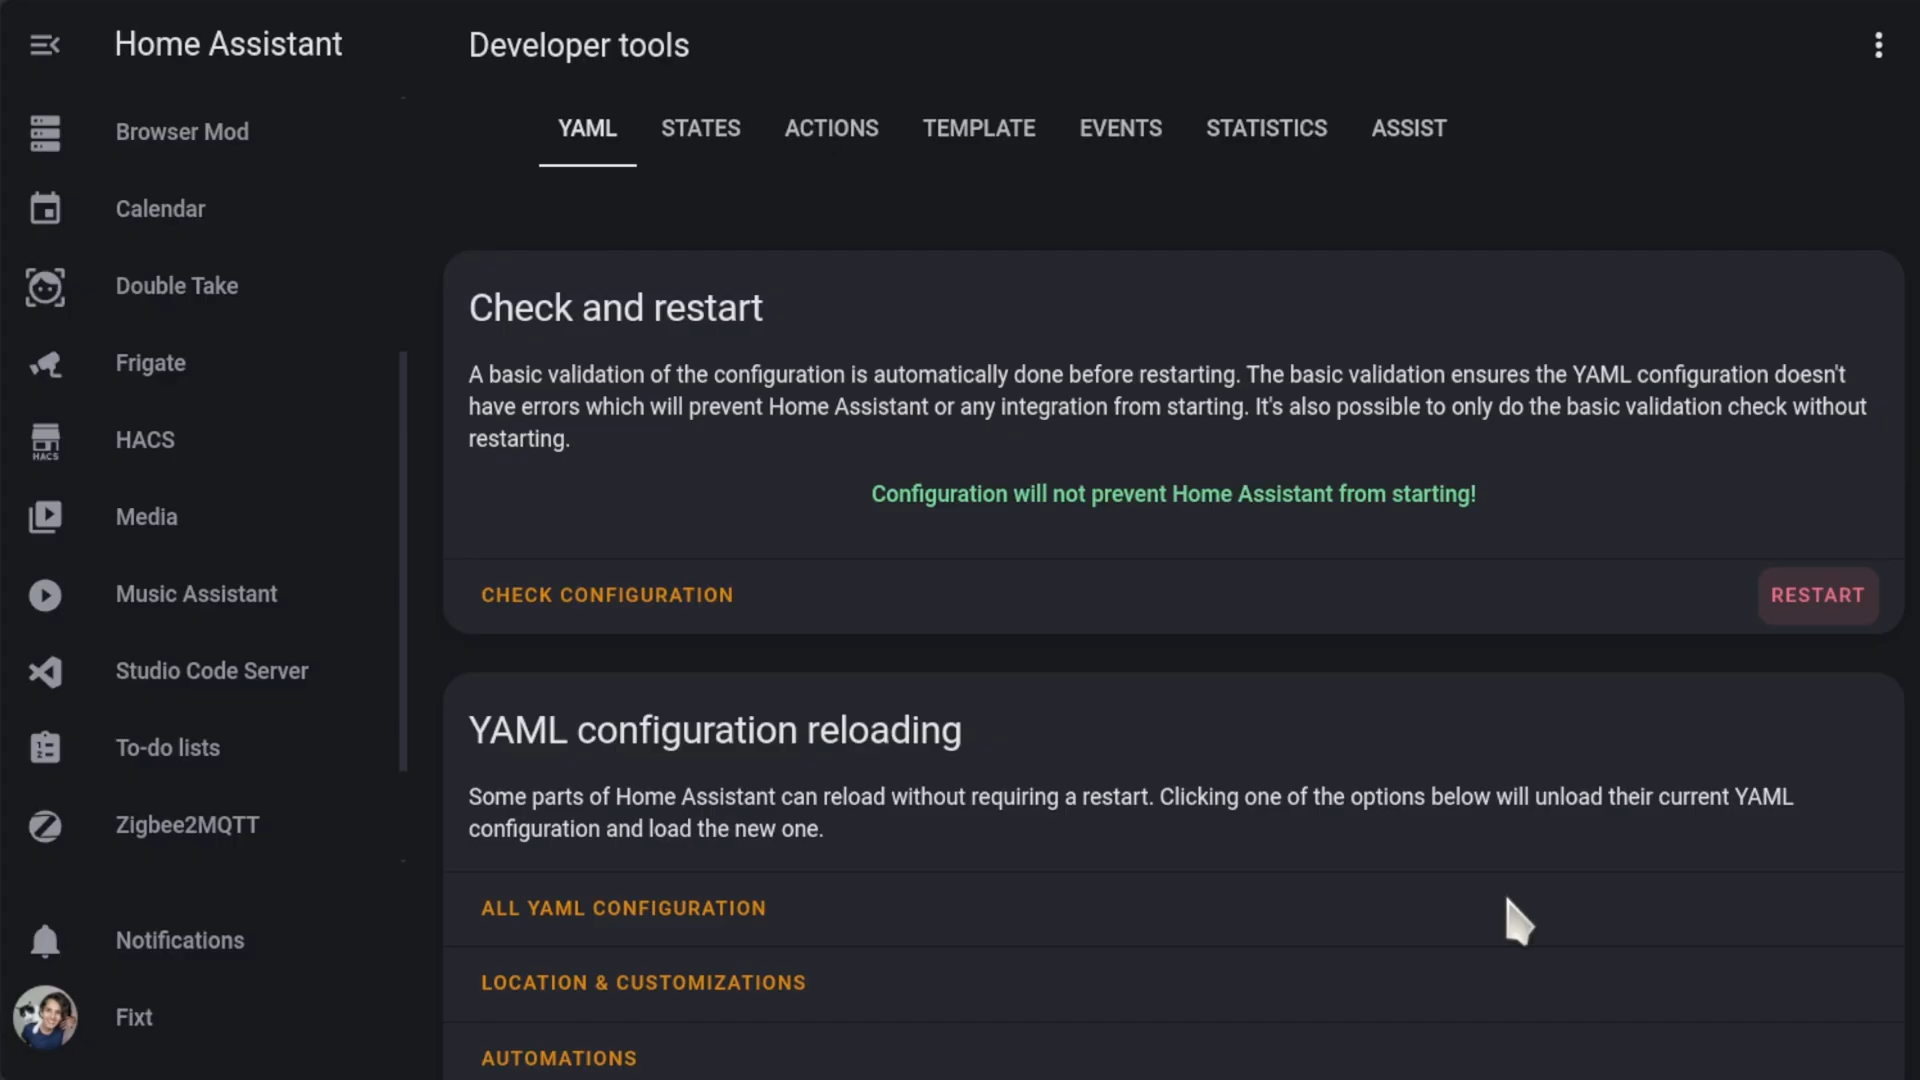 Home Assistant
Developer tools
YAML STATES ACTIONS TEMPLATE EVENTS STATISTICS ASSIST
Browser Mod
Calendar
Double Take
Frigate
HACS
HACS
Media
Music Assistant
Studio Code Server
To-do lists
Zigbee2MQTT
Notifications
Fixt
Check and restart
A basic validation of the configuration is automatically done before restarting. The basic validation ensures the YAML configuration doesn't
have errors which will prevent Home Assistant or any integration from starting. It's also possible to only do the basic validation check without
restarting.
Configuration will not prevent Home Assistant from starting!
CHECK CONFIGURATION
RESTART
YAML configuration reloading
Some parts of Home Assistant can reload without requiring a restart. Clicking one of the options below will unload their current YAML
configuration and load the new one.
ALL YAML CONFIGURATION
LOCATION & CUSTOMIZATIONS
AUTOMATIONS